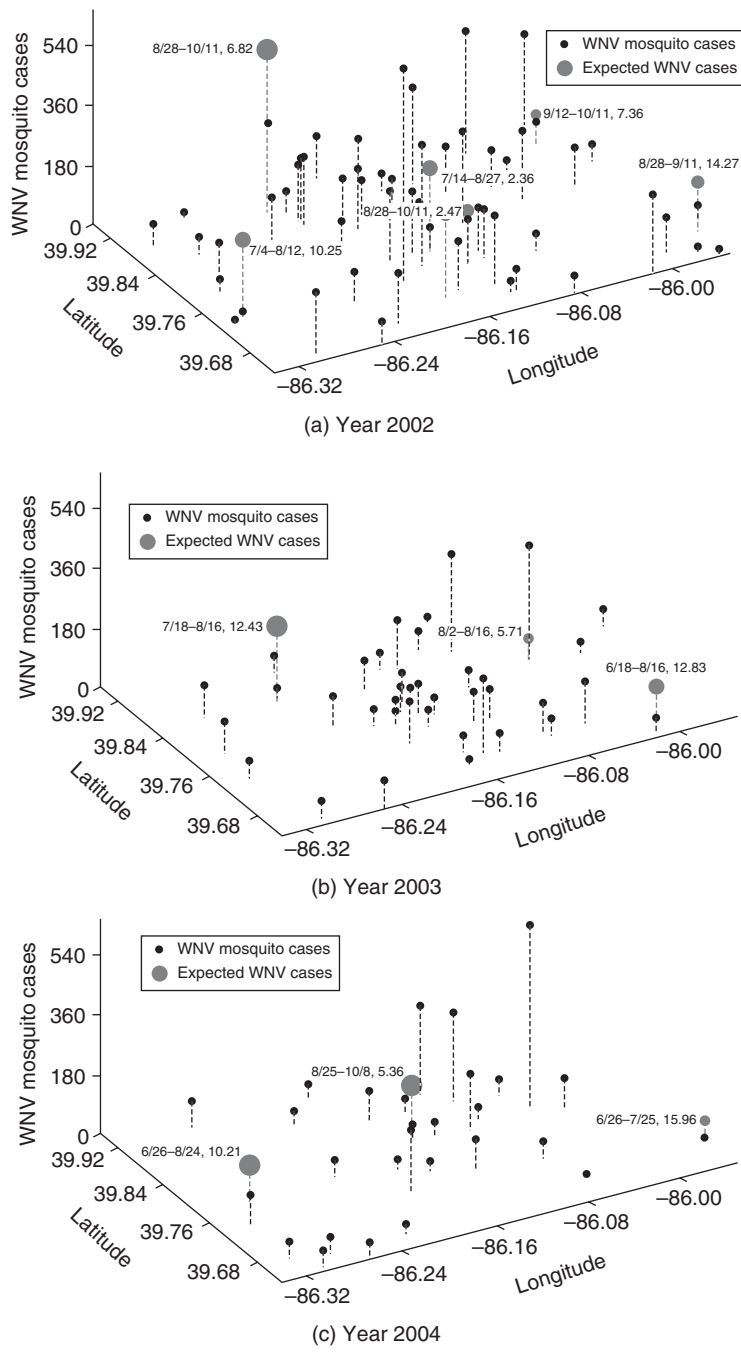 540
360
180
0
WNV mosquito cases
39.92
39.84
39.76
39.68
Latitude
−86.32
−86.24
−86.16
−86.08
−86.00
Longitude
WNV mosquito cases
Expected WNV cases
8/28–10/11, 6.82
9/12–10/11, 7.36
8/28–9/11, 14.27
7/14–8/27, 2.36
8/28–10/11, 2.47
7/4–8/12, 10.25
(a) Year 2002
540
360
180
0
WNV mosquito cases
39.92
39.84
39.76
39.68
Latitude
−86.32
−86.24
−86.16
−86.08
−86.00
Longitude
WNV mosquito cases
Expected WNV cases
7/18–8/16, 12.43
8/2–8/16, 5.71
6/18–8/16, 12.83
(b) Year 2003
540
360
180
0
WNV mosquito cases
39.92
39.84
39.76
39.68
Latitude
−86.32
−86.24
−86.16
−86.08
−86.00
Longitude
WNV mosquito cases
Expected WNV cases
8/25–10/8, 5.36
6/26–7/25, 15.96
6/26–8/24, 10.21
(c) Year 2004